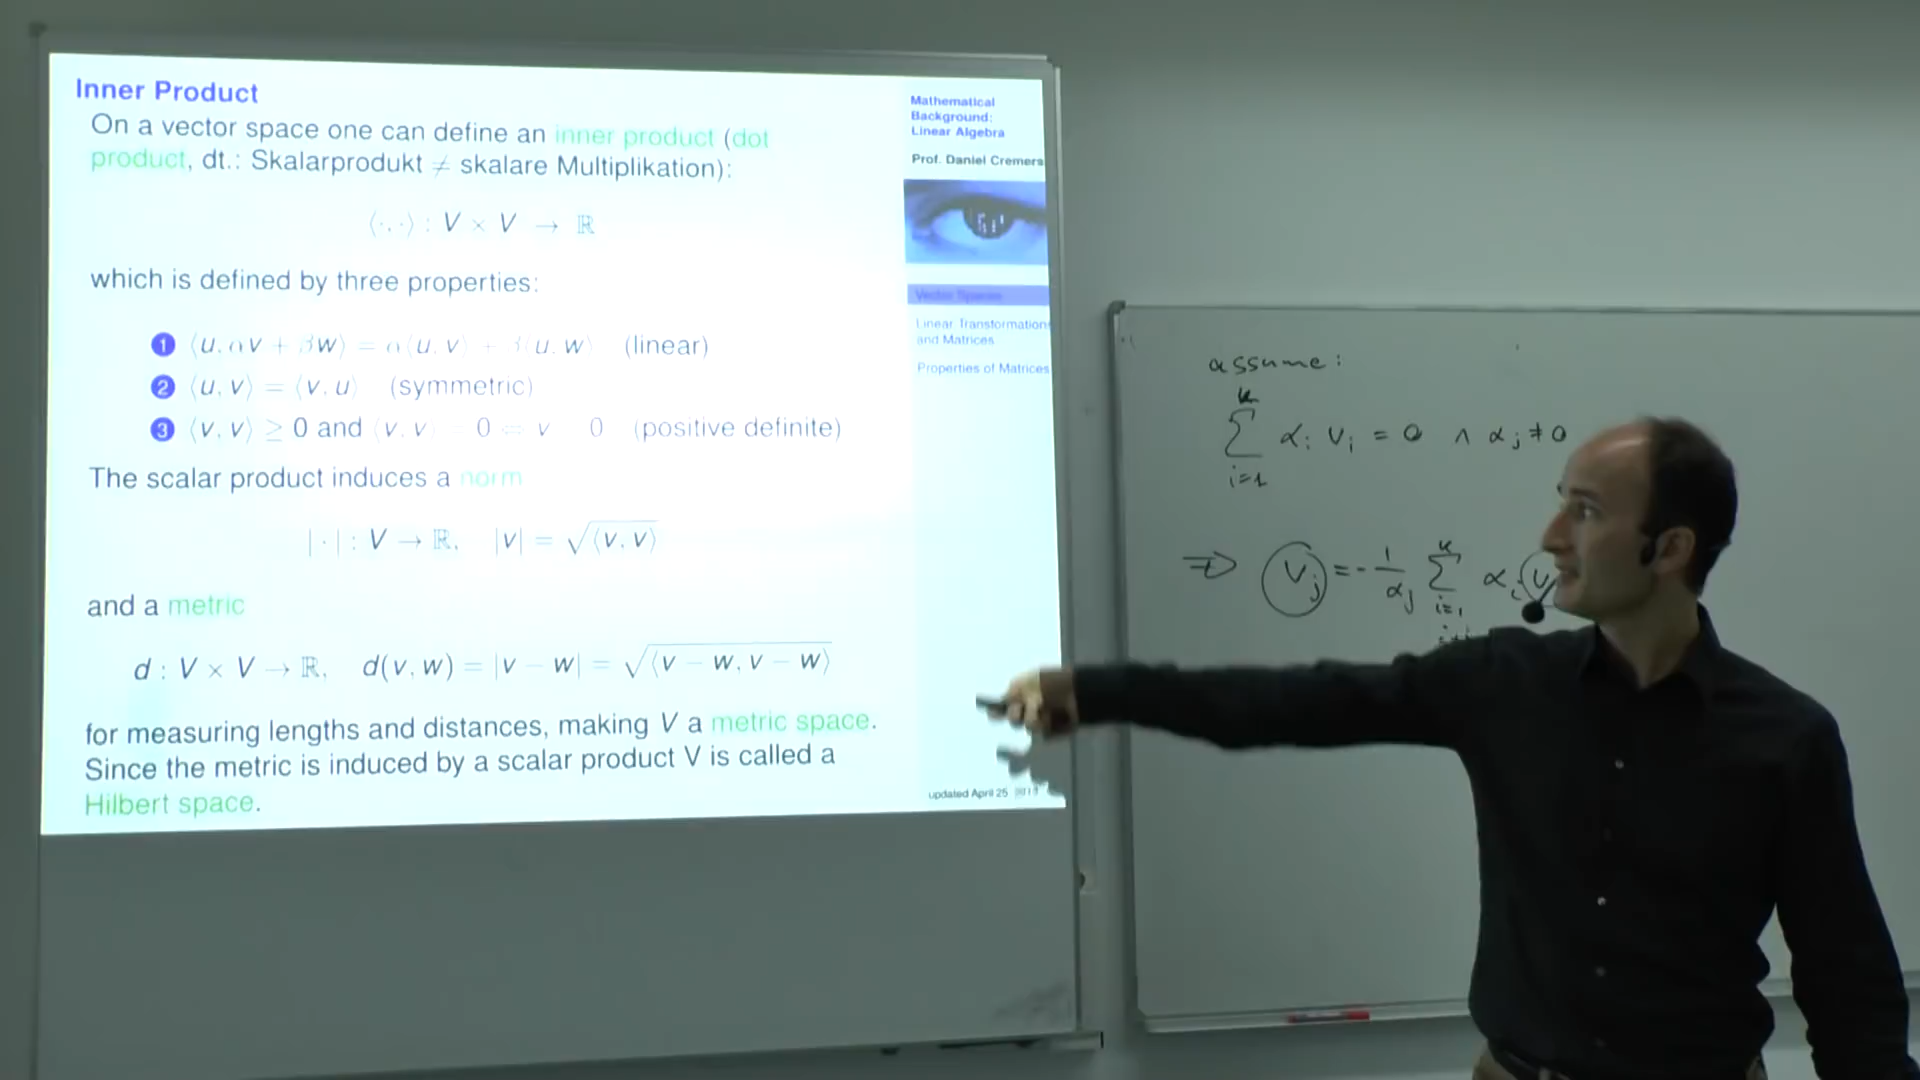 Inner Product
On a vector space one can define an inner product (dot
product, dt.: Skalarprodukt ≠ skalare Multiplikation):
⟨·,·⟩ : V × V → ℝ
which is defined by three properties:
1 ⟨u, αv + βw⟩ = α⟨u, v⟩ + β⟨u, w⟩ (linear)
2 ⟨u, v⟩ = ⟨v, u⟩ (symmetric)
3 ⟨v, v⟩ ≥ 0 and ⟨v, v⟩ = 0 ⇔ v = 0 (positive definite)
The scalar product induces a norm
|·| : V → ℝ, |v| = √⟨v, v⟩
and a metric
d : V × V → ℝ, d(v, w) = |v − w| = √⟨v − w, v − w⟩
for measuring lengths and distances, making V a metric space.
Since the metric is induced by a scalar product V is called a
Hilbert space.
Mathematical
Background:
Linear Algebra
Prof. Daniel Cremers
Vector Spaces
Linear Transformations
and Matrices
Properties of Matrices
updated April 25 2013
assume:
k
∑ αᵢ vᵢ = 0 ∧ αⱼ ≠ 0
i=1
k
⇒ vⱼ = - 1/αⱼ ∑ αᵢ v
i=1